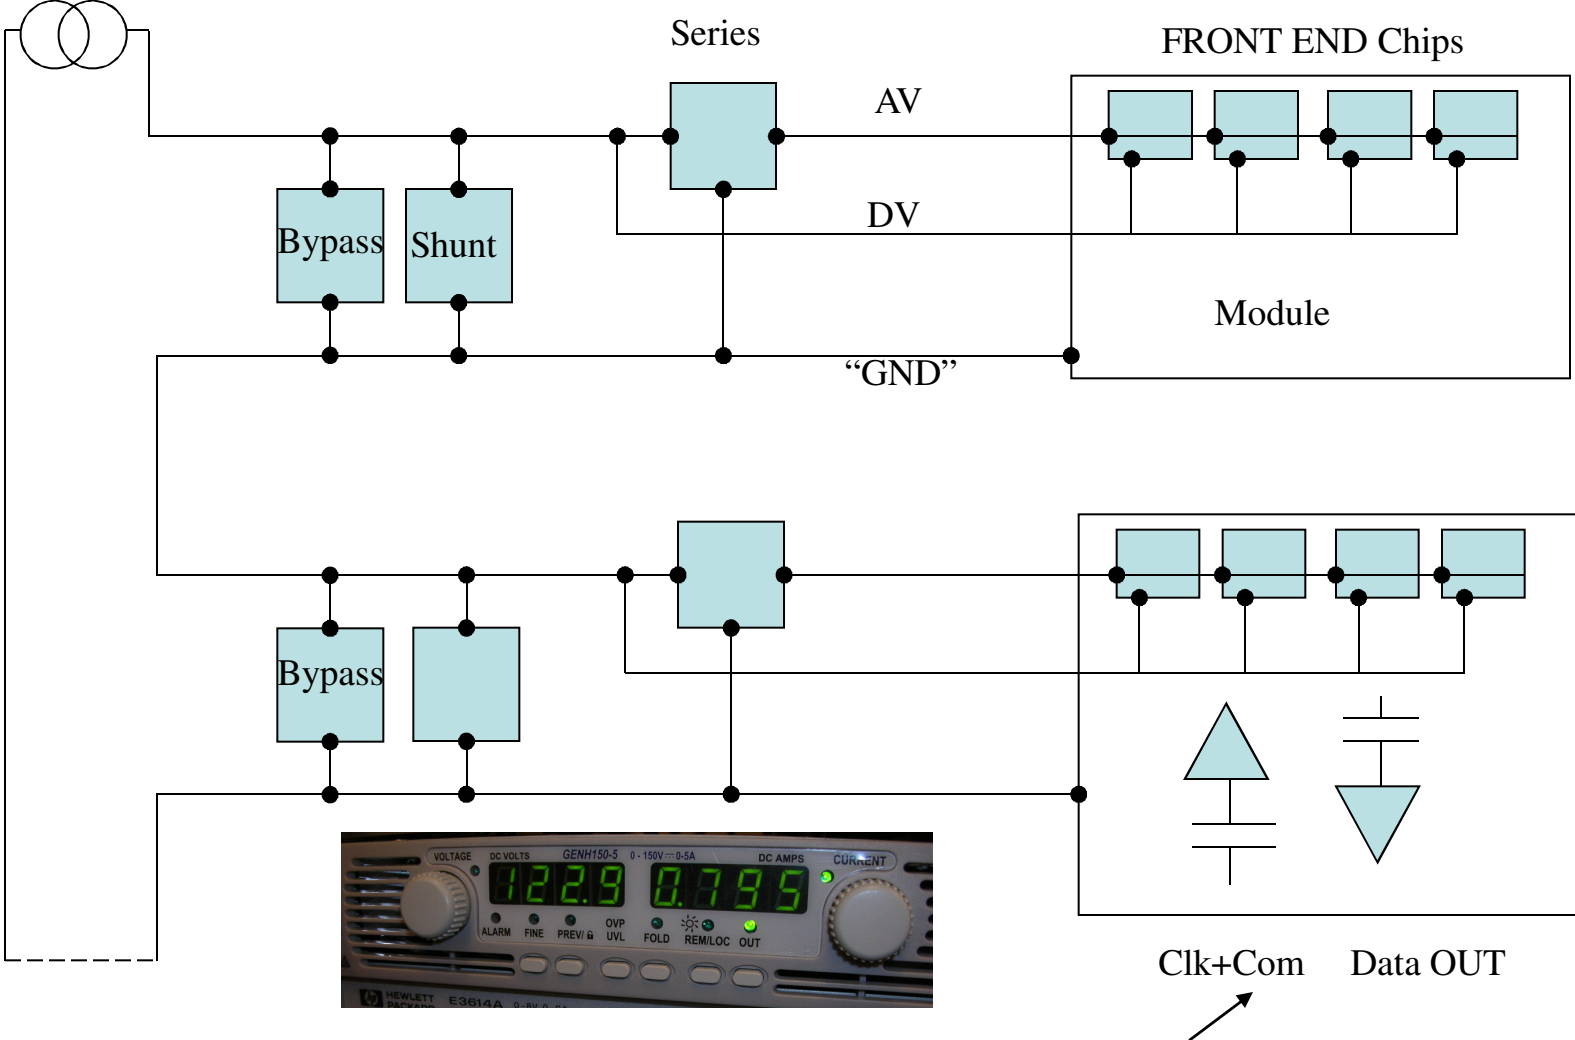 Series
FRONT END Chips
AV
DV
Bypass
Shunt
Module
“GND”
Bypass
VOLTAGE
DC VOLTS
GENH150-5
0 - 150V⎓0-5A
DC AMPS
CURRENT
122.9
0.795
ALARM
FINE
PREV/
OVP
UVL
FOLD
REM/LOC
OUT
hp
HEWLETT
PACKARD
E3614A
Clk+Com
Data OUT